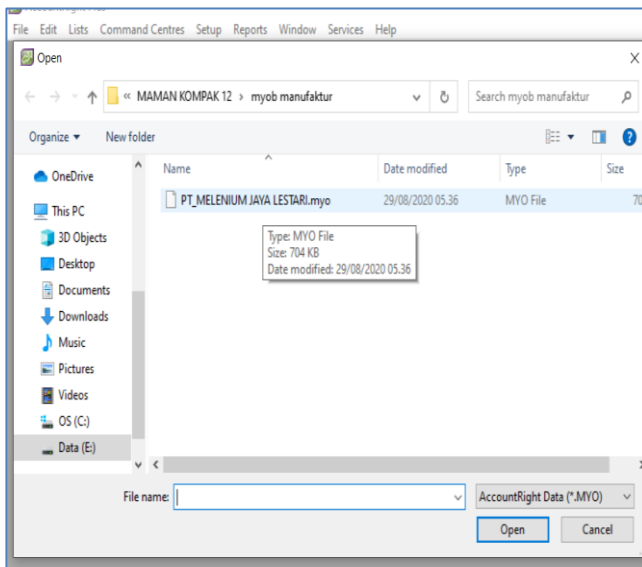 File Edit Lists Command Centres Setup Reports Window Services Help
Open
« MAMAN KOMPAK 12 › myob manufaktur
Search myob manufaktur
Organize
New folder
Name Date modified Type Size
OneDrive
PT_MELENIUM JAYA LESTARI.myo 29/08/2020 05.36 MYO File 70
This PC
3D Objects
Type: MYO File
Size: 704 KB
Date modified: 29/08/2020 05.36
Desktop
Documents
Downloads
Music
Pictures
Videos
OS (C:)
Data (E:)
File name:
AccountRight Data (*.MYO)
Open Cancel